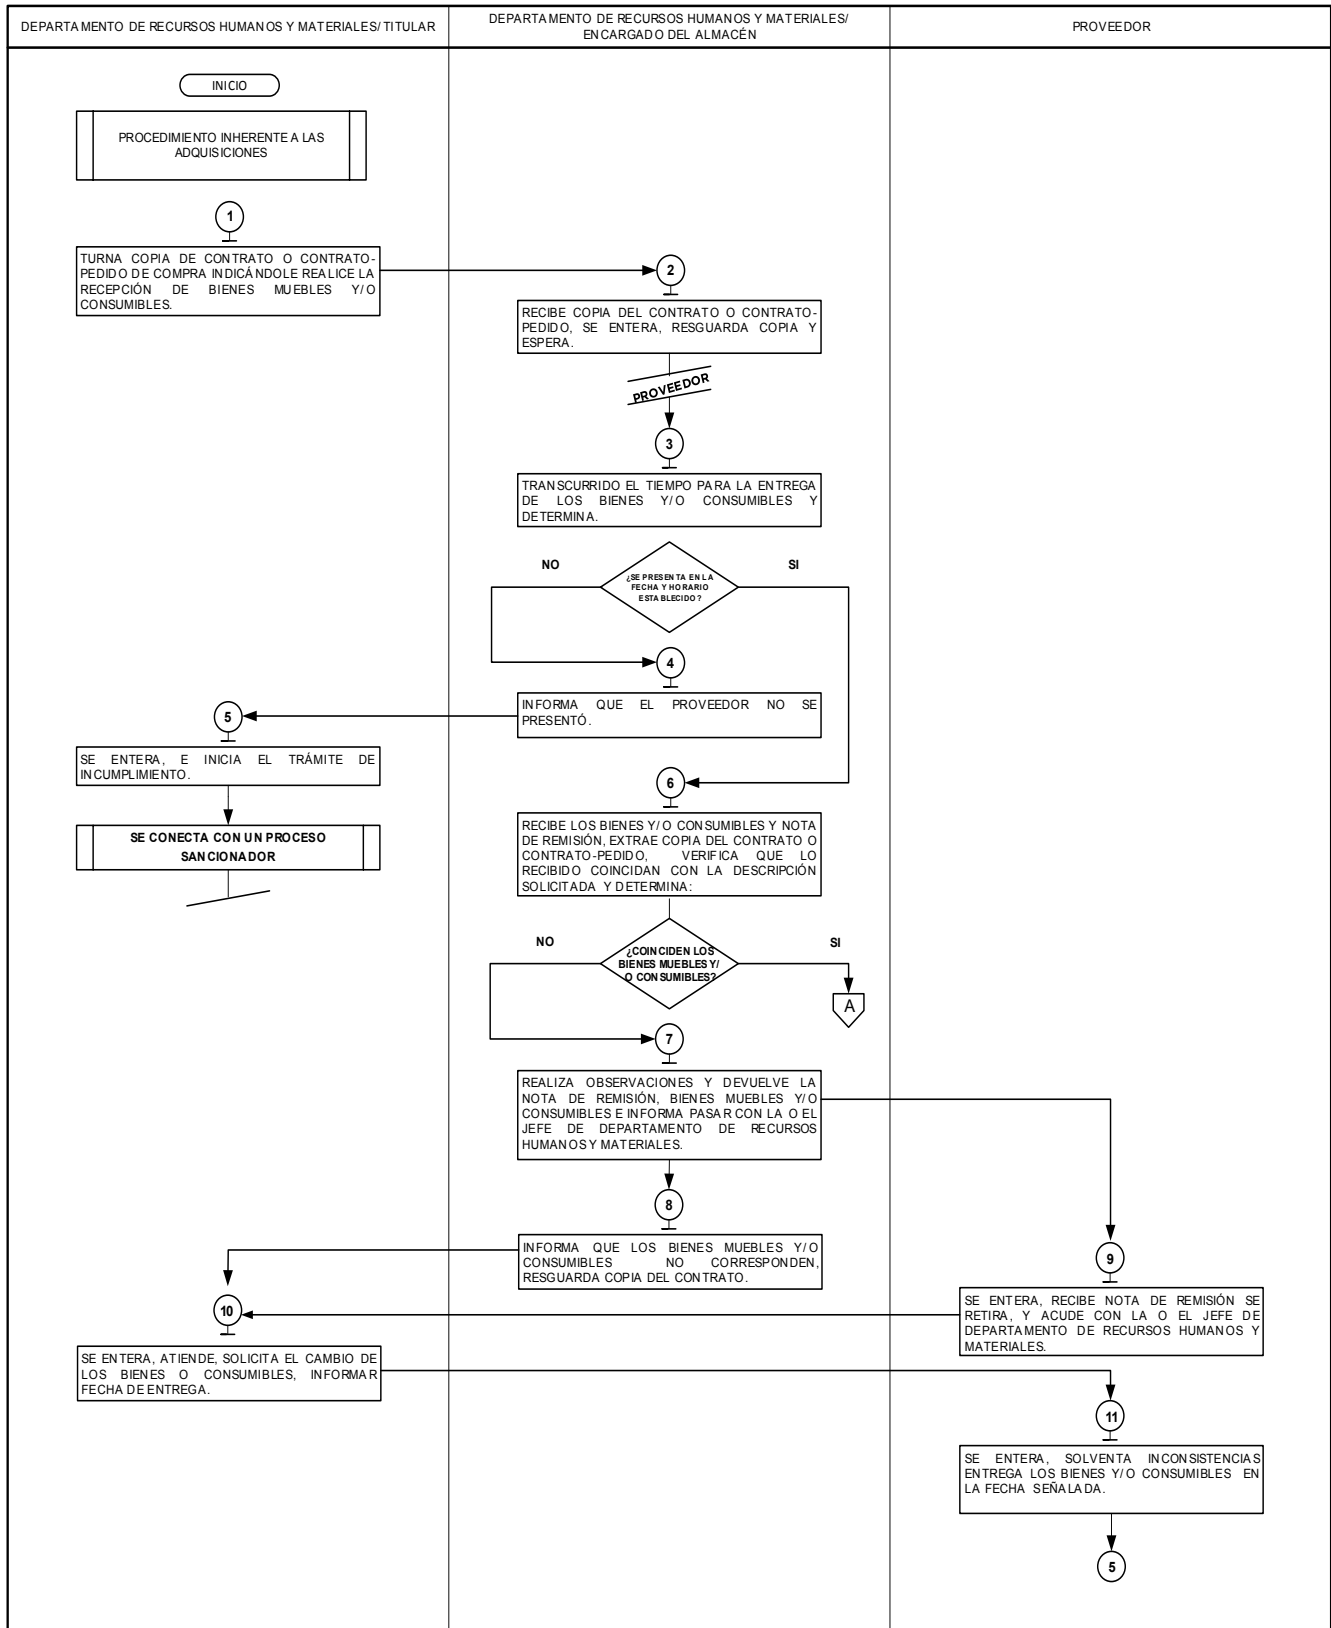 DEPARTAMENTO DE RECURSOS HUMANOS Y MATERIALES/ TITULAR
DEPARTAMENTO DE RECURSOS HUMANOS Y MATERIALES/
ENCARGADO DEL ALMACÉN
PROVEEDOR
INICIO
PROCEDIMIENTO INHERENTE A LAS
ADQUISICIONES
1
TURNA COPIA DE CONTRATO O CONTRATO-
PEDIDO DE COMPRA INDICÁNDOLE REALICE LA
RECEPCIÓN DE BIENES MUEBLES Y/O
CONSUMIBLES.
2
RECIBE COPIA DEL CONTRATO O CONTRATO-
PEDIDO, SE ENTERA, RESGUARDA COPIA Y
ESPERA.
PROVEEDOR
3
TRANSCURRIDO EL TIEMPO PARA LA ENTREGA
DE LOS BIENES Y/O CONSUMIBLES Y
DETERMINA.
NO
¿SE PRESENTA EN LA
FECHA Y HORARIO
ESTABLECIDO?
SI
4
INFORMA QUE EL PROVEEDOR NO SE
PRESENTÓ.
5
SE ENTERA, E INICIA EL TRÁMITE DE
INCUMPLIMIENTO.
SE CONECTA CON UN PROCESO
SANCIONADOR
6
RECIBE LOS BIENES Y/O CONSUMIBLES Y NOTA
DE REMISIÓN, EXTRAE COPIA DEL CONTRATO O
CONTRATO-PEDIDO, VERIFICA QUE LO
RECIBIDO COINCIDAN CON LA DESCRIPCIÓN
SOLICITADA Y DETERMINA:
NO
¿COINCIDEN LOS
BIENES MUEBLES Y/
O CONSUMIBLES?
SI
A
7
REALIZA OBSERVACIONES Y DEVUELVE LA
NOTA DE REMISIÓN, BIENES MUEBLES Y/O
CONSUMIBLES E INFORMA PASAR CON LA O EL
JEFE DE DEPARTAMENTO DE RECURSOS
HUMANOS Y MATERIALES.
8
INFORMA QUE LOS BIENES MUEBLES Y/O
CONSUMIBLES NO CORRESPONDEN,
RESGUARDA COPIA DEL CONTRATO.
9
SE ENTERA, RECIBE NOTA DE REMISIÓN SE
RETIRA, Y ACUDE CON LA O EL JEFE DE
DEPARTAMENTO DE RECURSOS HUMANOS Y
MATERIALES.
10
SE ENTERA, ATIENDE, SOLICITA EL CAMBIO DE
LOS BIENES O CONSUMIBLES, INFORMAR
FECHA DE ENTREGA.
11
SE ENTERA, SOLVENTA INCONSISTENCIAS
ENTREGA LOS BIENES Y/O CONSUMIBLES EN
LA FECHA SEÑALADA.
5